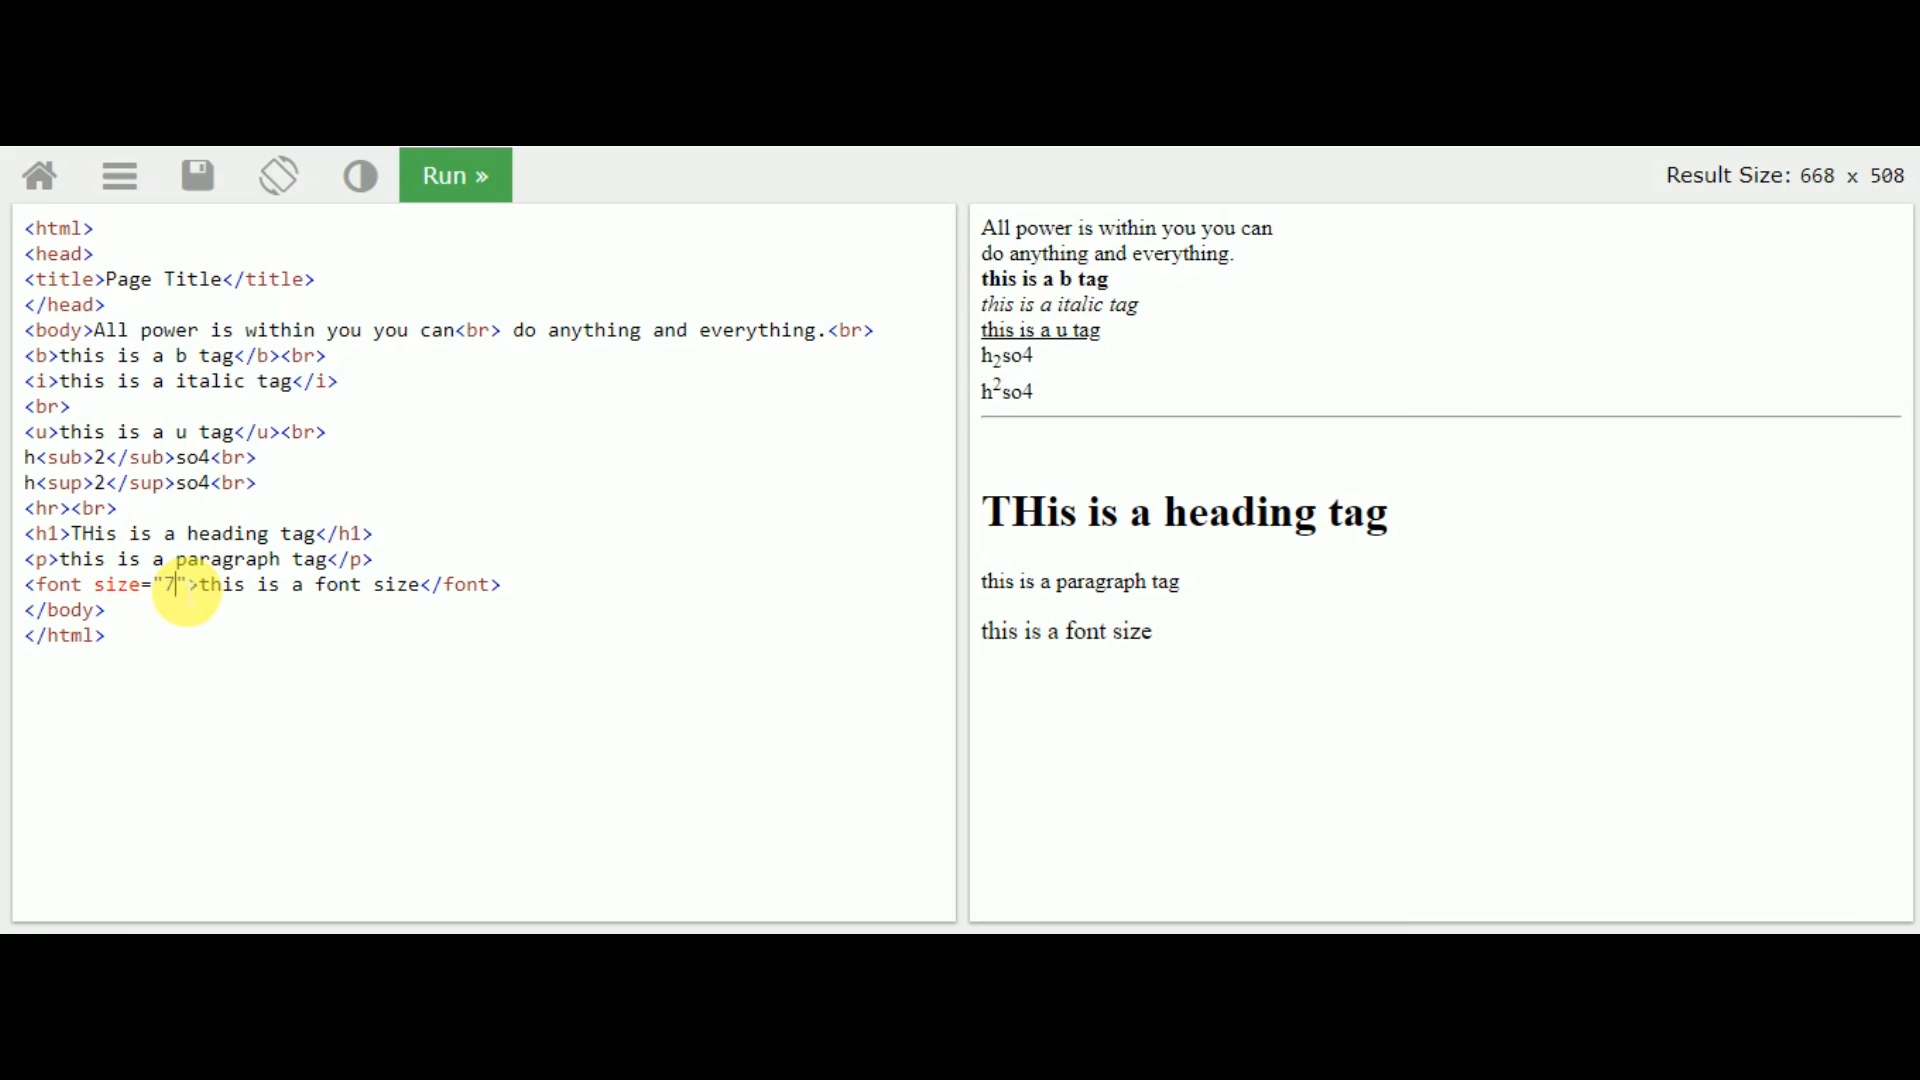 Run »
Result Size: 668 x 508
<html>
<head>
<title>Page Title</title>
</head>
<body>All power is within you you can<br> do anything and everything.<br>
<b>this is a b tag</b><br>
<i>this is a italic tag</i>
<br>
<u>this is a u tag</u><br>
h<sub>2</sub>so4<br>
h<sup>2</sup>so4<br>
<hr><br>
<h1>THis is a heading tag</h1>
<p>this is a paragraph tag</p>
<font size="7">this is a font size</font>
</body>
</html>
All power is within you you can
do anything and everything.
this is a b tag
this is a italic tag
this is a u tag
h₂so4
h²so4
THis is a heading tag
this is a paragraph tag
this is a font size